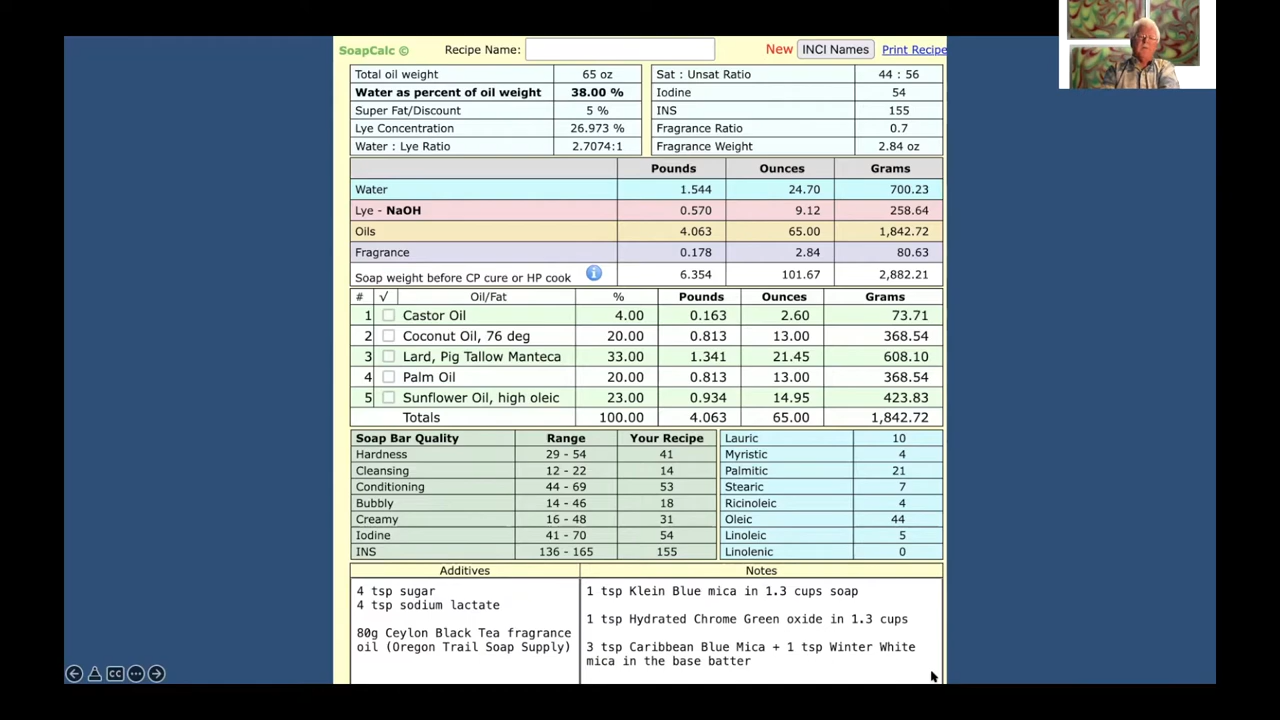 SoapCalc © Recipe Name: New INCI Names Print Recipe
Total oil weight 65 oz Sat : Unsat Ratio 44 : 56
Water as percent of oil weight 38.00 % Iodine 54
Super Fat/Discount 5 % INS 155
Lye Concentration 26.973 % Fragrance Ratio 0.7
Water : Lye Ratio 2.7074:1 Fragrance Weight 2.84 oz
Pounds Ounces Grams
Water 1.544 24.70 700.23
Lye - NaOH 0.570 9.12 258.64
Oils 4.063 65.00 1,842.72
Fragrance 0.178 2.84 80.63
Soap weight before CP cure or HP cook i 6.354 101.67 2,882.21
# √ Oil/Fat % Pounds Ounces Grams
1 Castor Oil 4.00 0.163 2.60 73.71
2 Coconut Oil, 76 deg 20.00 0.813 13.00 368.54
3 Lard, Pig Tallow Manteca 33.00 1.341 21.45 608.10
4 Palm Oil 20.00 0.813 13.00 368.54
5 Sunflower Oil, high oleic 23.00 0.934 14.95 423.83
Totals 100.00 4.063 65.00 1,842.72
Soap Bar Quality Range Your Recipe Lauric 10
Hardness 29 - 54 41 Myristic 4
Cleansing 12 - 22 14 Palmitic 21
Conditioning 44 - 69 53 Stearic 7
Bubbly 14 - 46 18 Ricinoleic 4
Creamy 16 - 48 31 Oleic 44
Iodine 41 - 70 54 Linoleic 5
INS 136 - 165 155 Linolenic 0
Additives Notes
4 tsp sugar 1 tsp Klein Blue mica in 1.3 cups soap
4 tsp sodium lactate
1 tsp Hydrated Chrome Green oxide in 1.3 cups
80g Ceylon Black Tea fragrance
oil (Oregon Trail Soap Supply) 3 tsp Caribbean Blue Mica + 1 tsp Winter White
mica in the base batter
CC